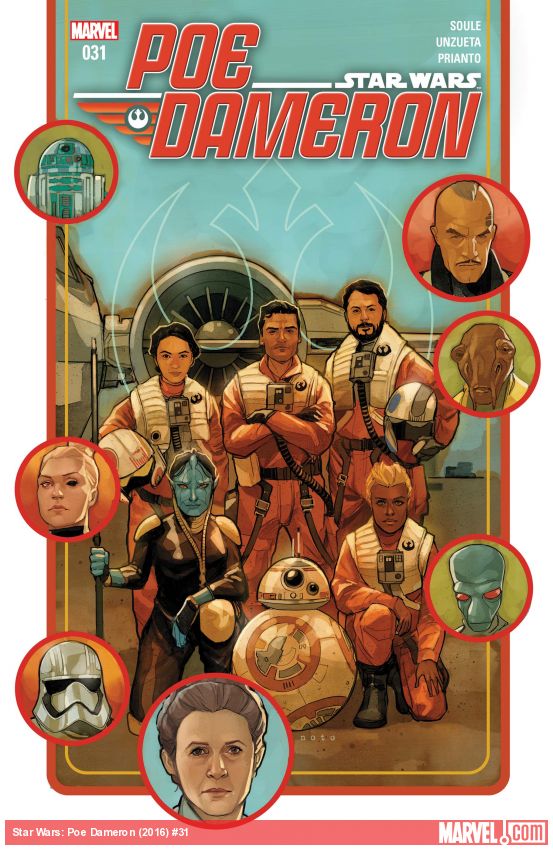 MARVEL
031
SOULE
UNZUETA
PRIANTO
POE
STAR WARS
DAMERON
noto
Star Wars: Poe Dameron (2016) #31
MARVEL.com